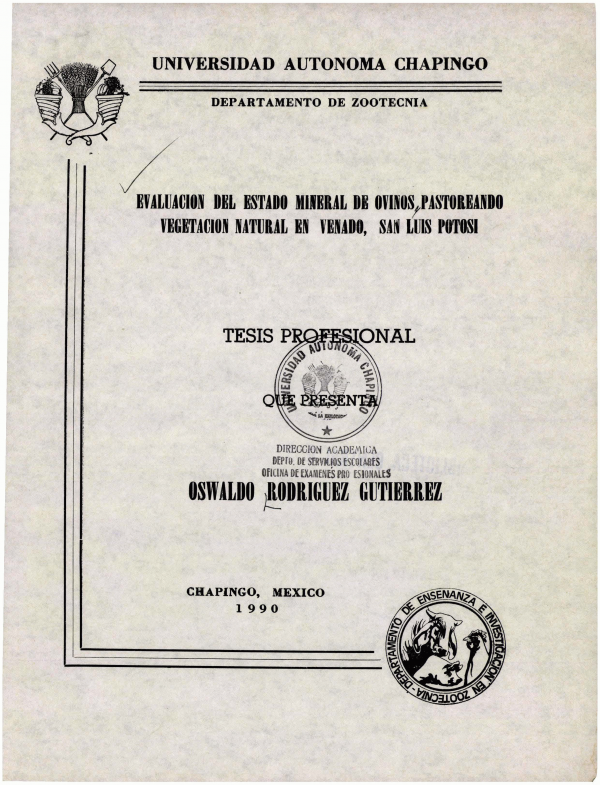 UNIVERSIDAD AUTONOMA CHAPINGO
DEPARTAMENTO DE ZOOTECNIA
EVALUACION DEL ESTADO MINERAL DE OVINOS PASTOREANDO
VEGETACION NATURAL EN VENADO, SAN LUIS POTOSI
TESIS PROFESIONAL
UNIVERSIDAD AUTONOMA CHAPINGO
QUE PRESENTA
DIRECCION ACADEMICA
DEPTO. DE SERVICIOS ESCOLARES
OFICINA DE EXAMENES PRO ESIONALES
OSWALDO RODRIGUEZ GUTIERREZ
CHAPINGO, MEXICO
1990
DEPARTAMENTO DE ENSEÑANZA E INVESTIGACION EN ZOOTECNIA